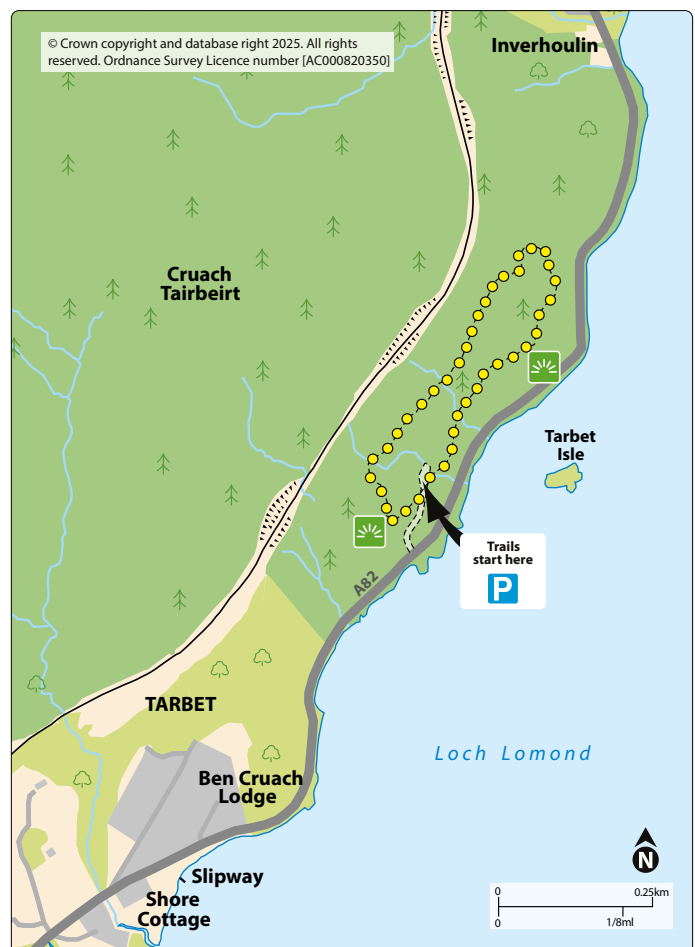 © Crown copyright and database right 2025. All rights
reserved. Ordnance Survey Licence number [AC000820350]
Inverhoulin
Cruach
Tairbeirt
Tarbet
Isle
Trails
start here
P
A82
TARBET
Loch Lomond
Ben Cruach
Lodge
Slipway
Shore
Cottage
N
0 0.25km
0 1/8ml